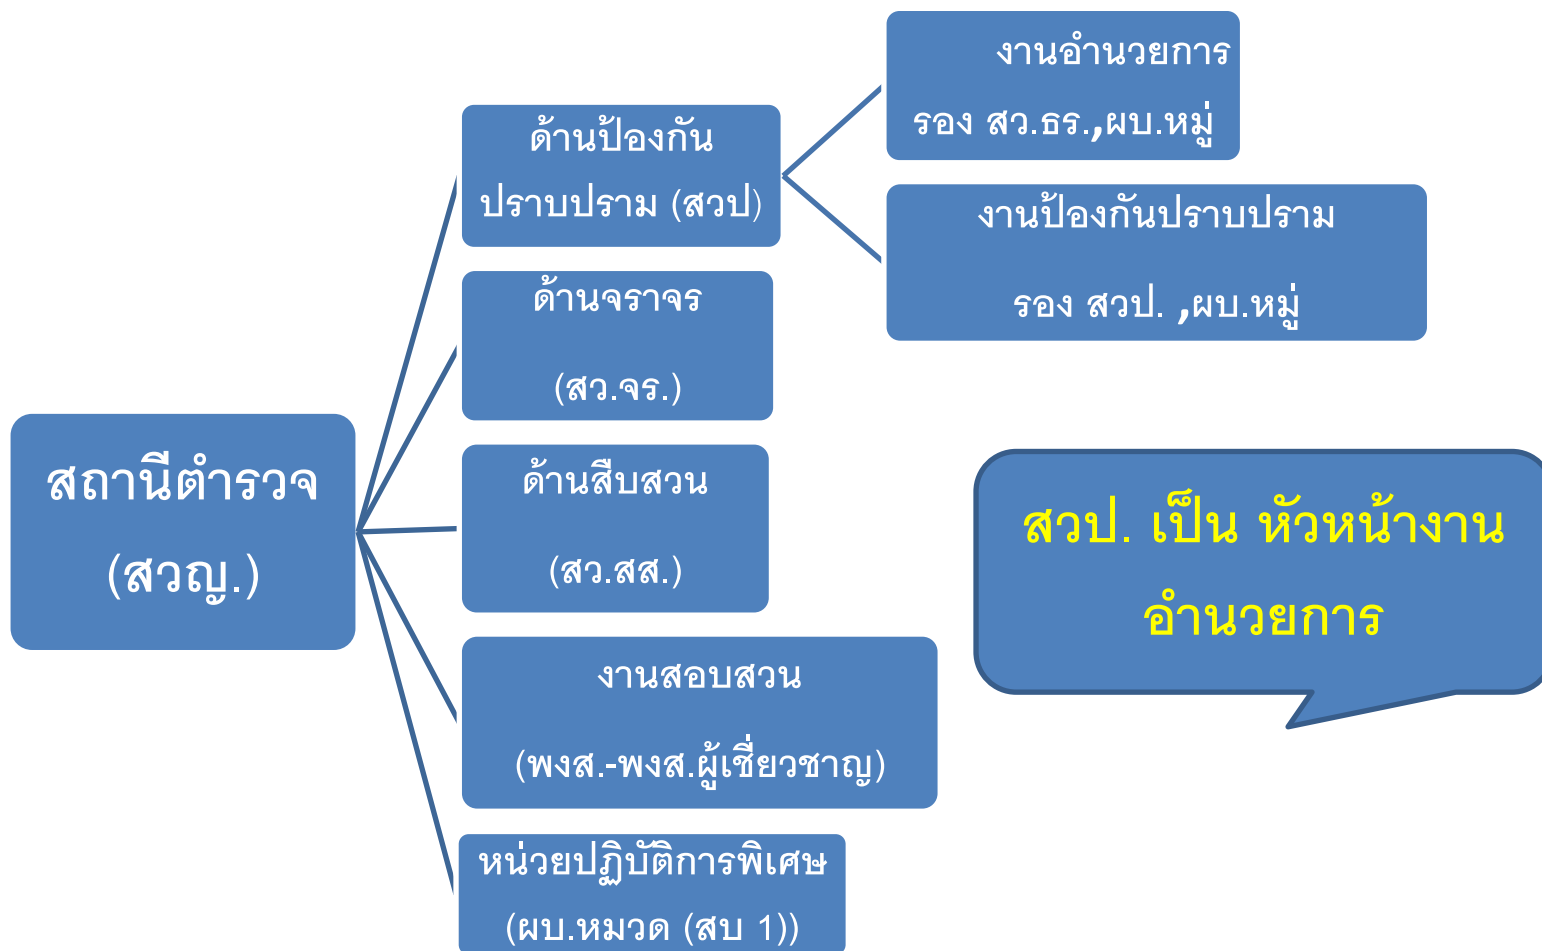 สถานีตำรวจ
(สวญ.)
ด้านป้องกัน
ปราบปราม (สวป)
งานอำนวยการ
รอง สว.ธร.,ผบ.หมู่
งานป้องกันปราบปราม
รอง สวป. ,ผบ.หมู่
ด้านจราจร
(สว.จร.)
ด้านสืบสวน
(สว.สส.)
งานสอบสวน
(พงส.-พงส.ผู้เชี่ยวชาญ)
หน่วยปฏิบัติการพิเศษ
(ผบ.หมวด (สบ 1))
สวป. เป็น หัวหน้างาน
อำนวยการ